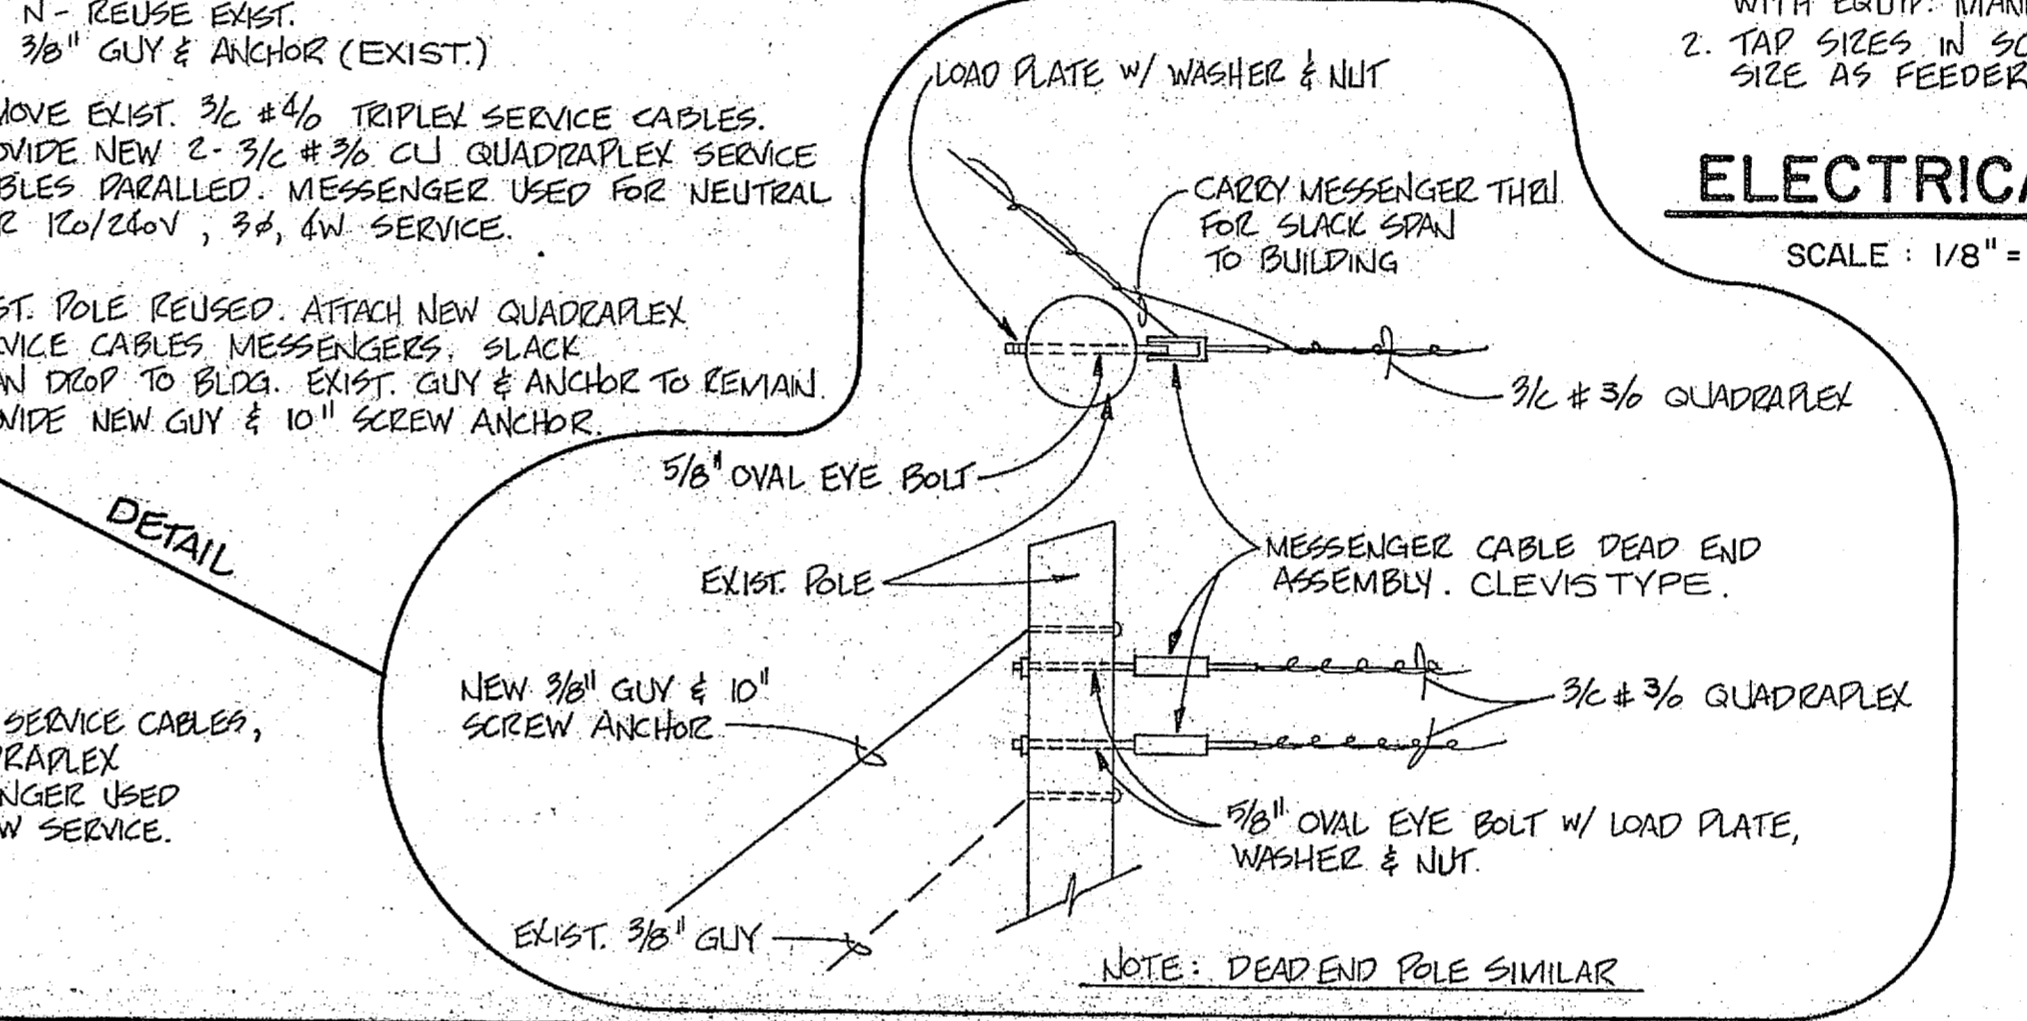 N - REUSE EXIST.
3/8" GUY & ANCHOR (EXIST.)
MOVE EXIST. 3/C #4/0 TRIPLEX SERVICE CABLES.
OVIDE NEW 2- 3/C #3/0 CU QUADRAPLEX SERVICE
BLES PARALLED. MESSENGER USED FOR NEUTRAL
R 120/240V, 3Ø, 4W SERVICE.
ST. POLE REUSED. ATTACH NEW QUADRAPLEX
VICE CABLES MESSENGERS. SLACK
AN DROP TO BLDG. EXIST. GUY & ANCHOR TO REMAIN.
VIDE NEW GUY & 10" SCREW ANCHOR.
DETAIL
SERVICE CABLES,
RAPLEX
NGER USED
W SERVICE.
LOAD PLATE W/ WASHER & NUT
CARRY MESSENGER THRU
FOR SLACK SPAN
TO BUILDING
3/C #3/0 QUADRAPLEX
5/8" OVAL EYE BOLT
EXIST. POLE
MESSENGER CABLE DEAD END
ASSEMBLY. CLEVIS TYPE.
NEW 3/8" GUY & 10"
SCREW ANCHOR
3/C #3/0 QUADRAPLEX
5/8" OVAL EYE BOLT W/ LOAD PLATE,
WASHER & NUT.
EXIST. 3/8" GUY
NOTE: DEAD END POLE SIMILAR
WITH EQUIP. MAN
2. TAP SIZES IN SC
SIZE AS FEEDER
ELECTRICA
SCALE : 1/8" =